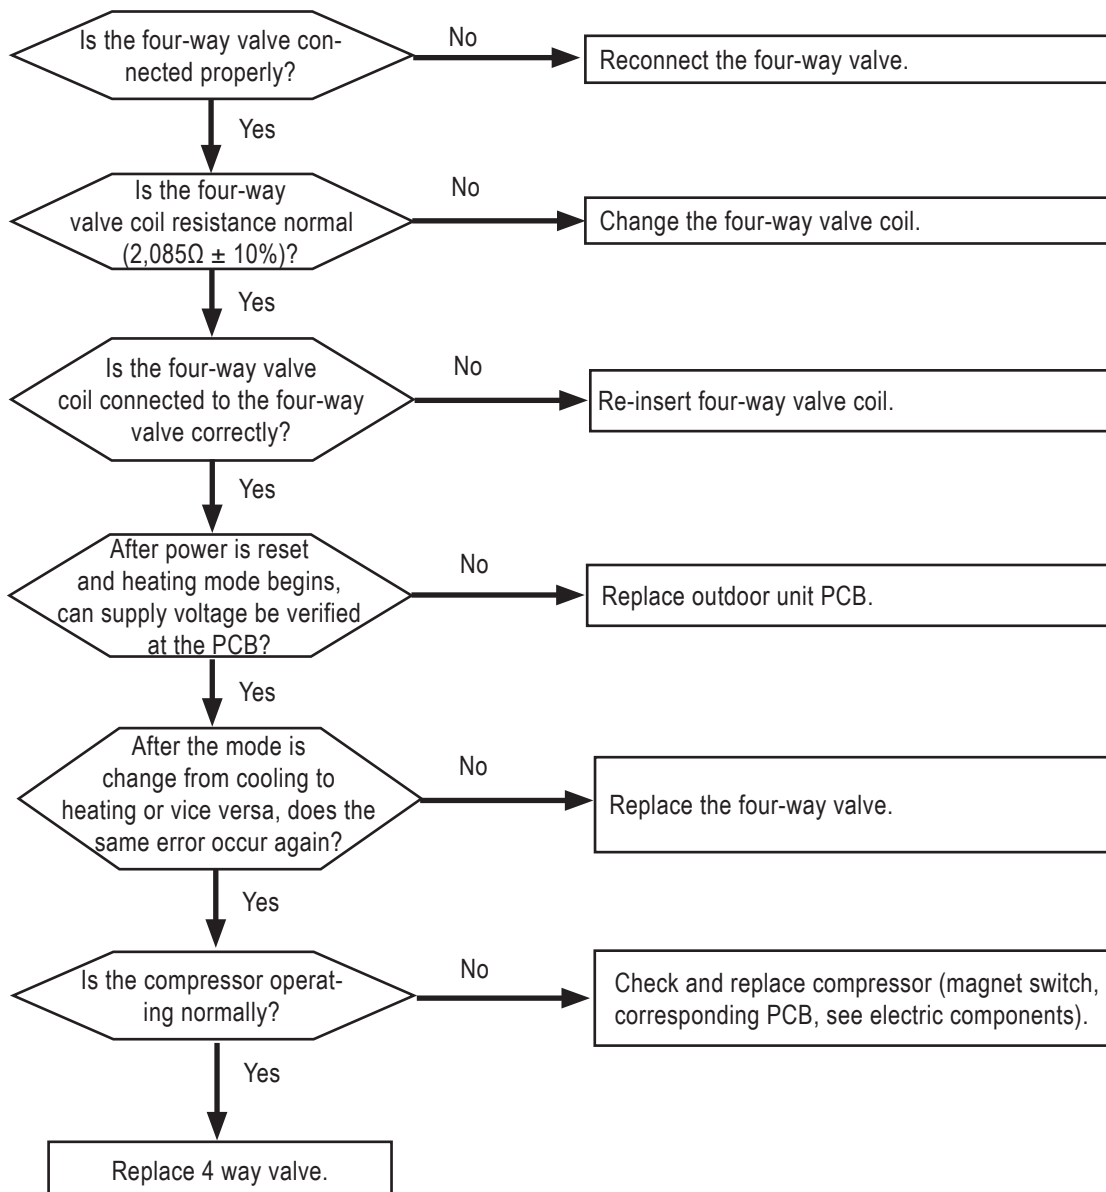 Is the four-way valve con-
nected properly?
No
Reconnect the four-way valve.
Yes
Is the four-way
valve coil resistance normal
(2,085Ω ± 10%)?
No
Change the four-way valve coil.
Yes
Is the four-way valve
coil connected to the four-way
valve correctly?
No
Re-insert four-way valve coil.
Yes
After power is reset
and heating mode begins,
can supply voltage be verified
at the PCB?
No
Replace outdoor unit PCB.
Yes
After the mode is
change from cooling to
heating or vice versa, does the
same error occur again?
No
Replace the four-way valve.
Yes
Is the compressor operat-
ing normally?
No
Check and replace compressor (magnet switch,
corresponding PCB, see electric components).
Yes
Replace 4 way valve.